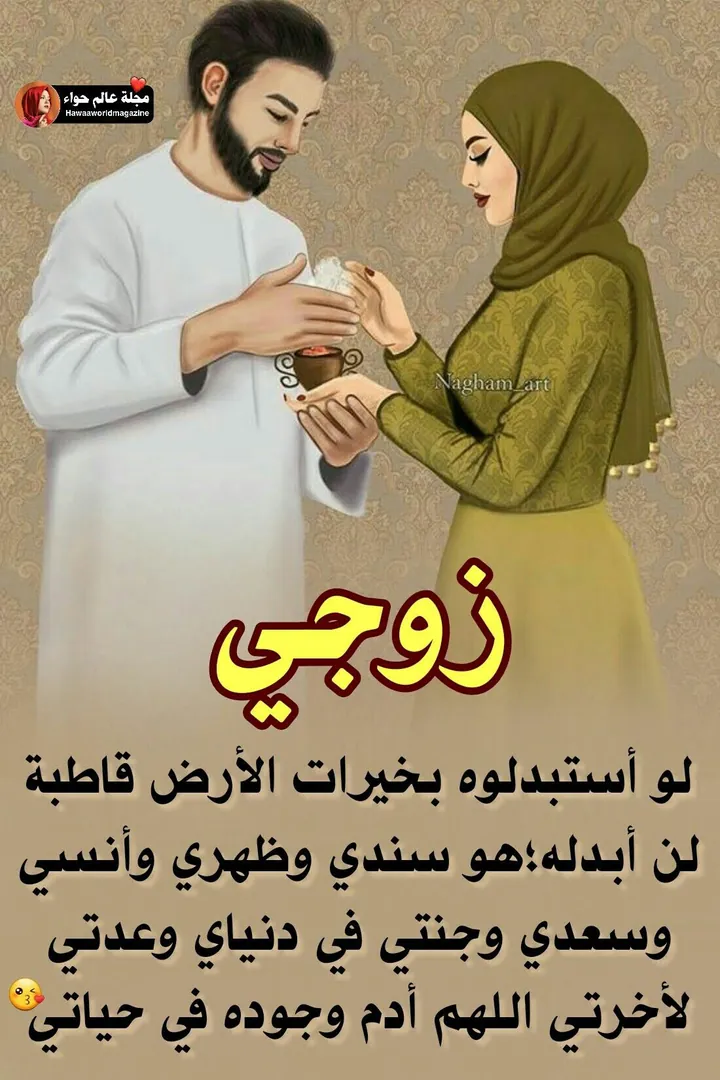 مجلة عالم حواء
Hawaaworldmagazine
Nagham_art
زوجي
لو أستبدلوه بخيرات الأرض قاطبة
لن أبدله؛هو سندي وظهري وأنسي
وسعدي وجنتي في دنياي وعدتي
لأخرتي اللهم أدم وجوده في حياتي